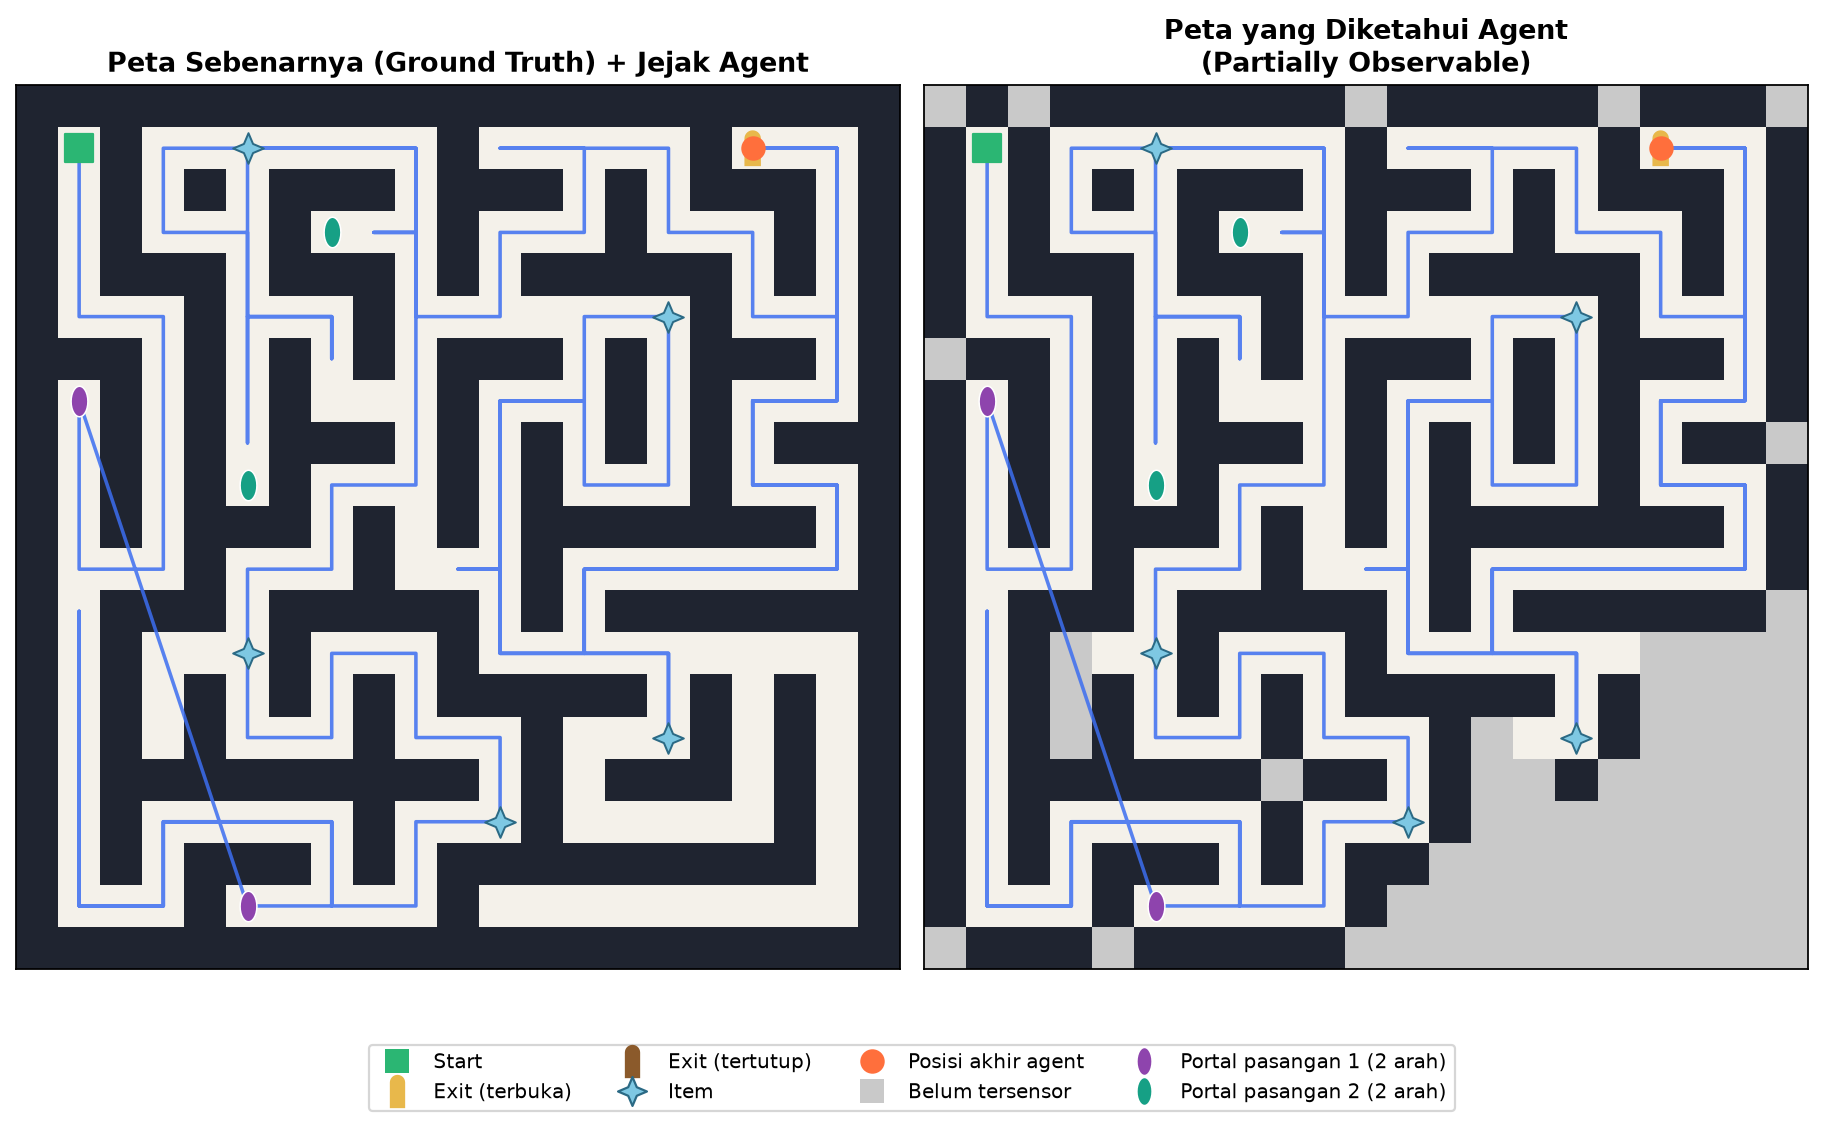 Peta Sebenarnya (Ground Truth) + Jejak Agent
Peta yang Diketahui Agent
(Partially Observable)
Start
Exit (terbuka)
Exit (tertutup)
Item
Posisi akhir agent
Belum tersensor
Portal pasangan 1 (2 arah)
Portal pasangan 2 (2 arah)